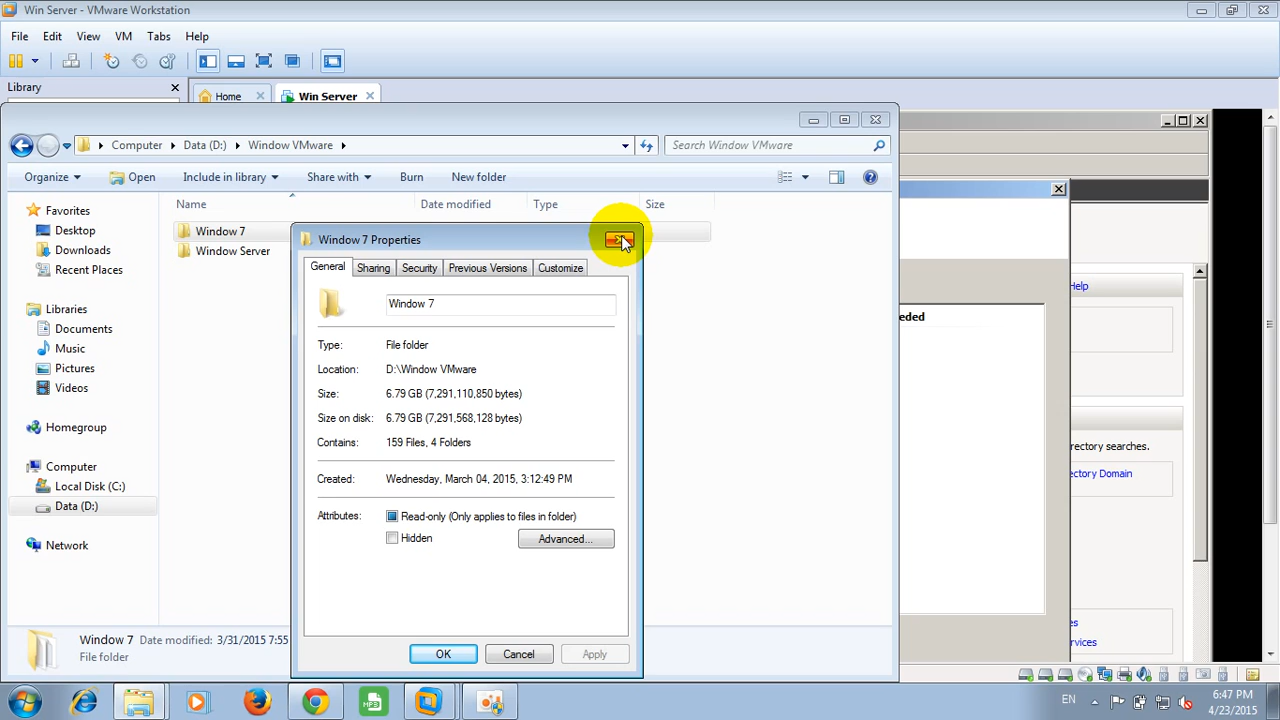 Win Server - VMware Workstation
File Edit View VM Tabs Help
Library
Home
Win Server
Computer Data (D:) Window VMware
Search Window VMware
Organize Open Include in library Share with Burn New folder
Name Date modified Type Size
Favorites
Desktop
Downloads
Recent Places
Libraries
Documents
Music
Pictures
Videos
Homegroup
Computer
Local Disk (C:)
Data (D:)
Network
Window 7
Window Server
Window 7 Properties
General Sharing Security Previous Versions Customize
Window 7
Type: File folder
Location: D:\Window VMware
Size: 6.79 GB (7,291,110,850 bytes)
Size on disk: 6.79 GB (7,291,568,128 bytes)
Contains: 159 Files, 4 Folders
Created: Wednesday, March 04, 2015, 3:12:49 PM
Attributes: Read-only (Only applies to files in folder)
Hidden Advanced...
OK Cancel Apply
Help
eded
directory searches.
ectory Domain
es
ervices
Window 7 Date modified: 3/31/2015 7:55
File folder
MP3
EN
6:47 PM
4/23/2015